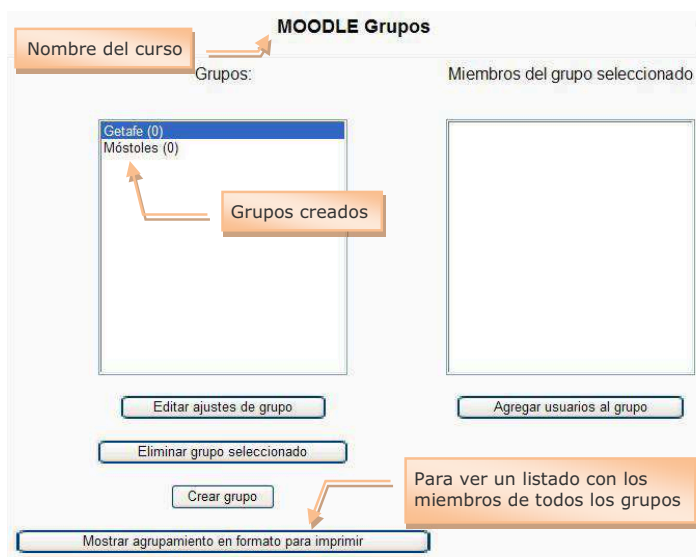 MOODLE Grupos
Nombre del curso
Grupos:
Miembros del grupo seleccionado
Getafe (0)
Móstoles (0)
Grupos creados
Editar ajustes de grupo
Agregar usuarios al grupo
Eliminar grupo seleccionado
Crear grupo
Para ver un listado con los
miembros de todos los grupos
Mostrar agrupamiento en formato para imprimir